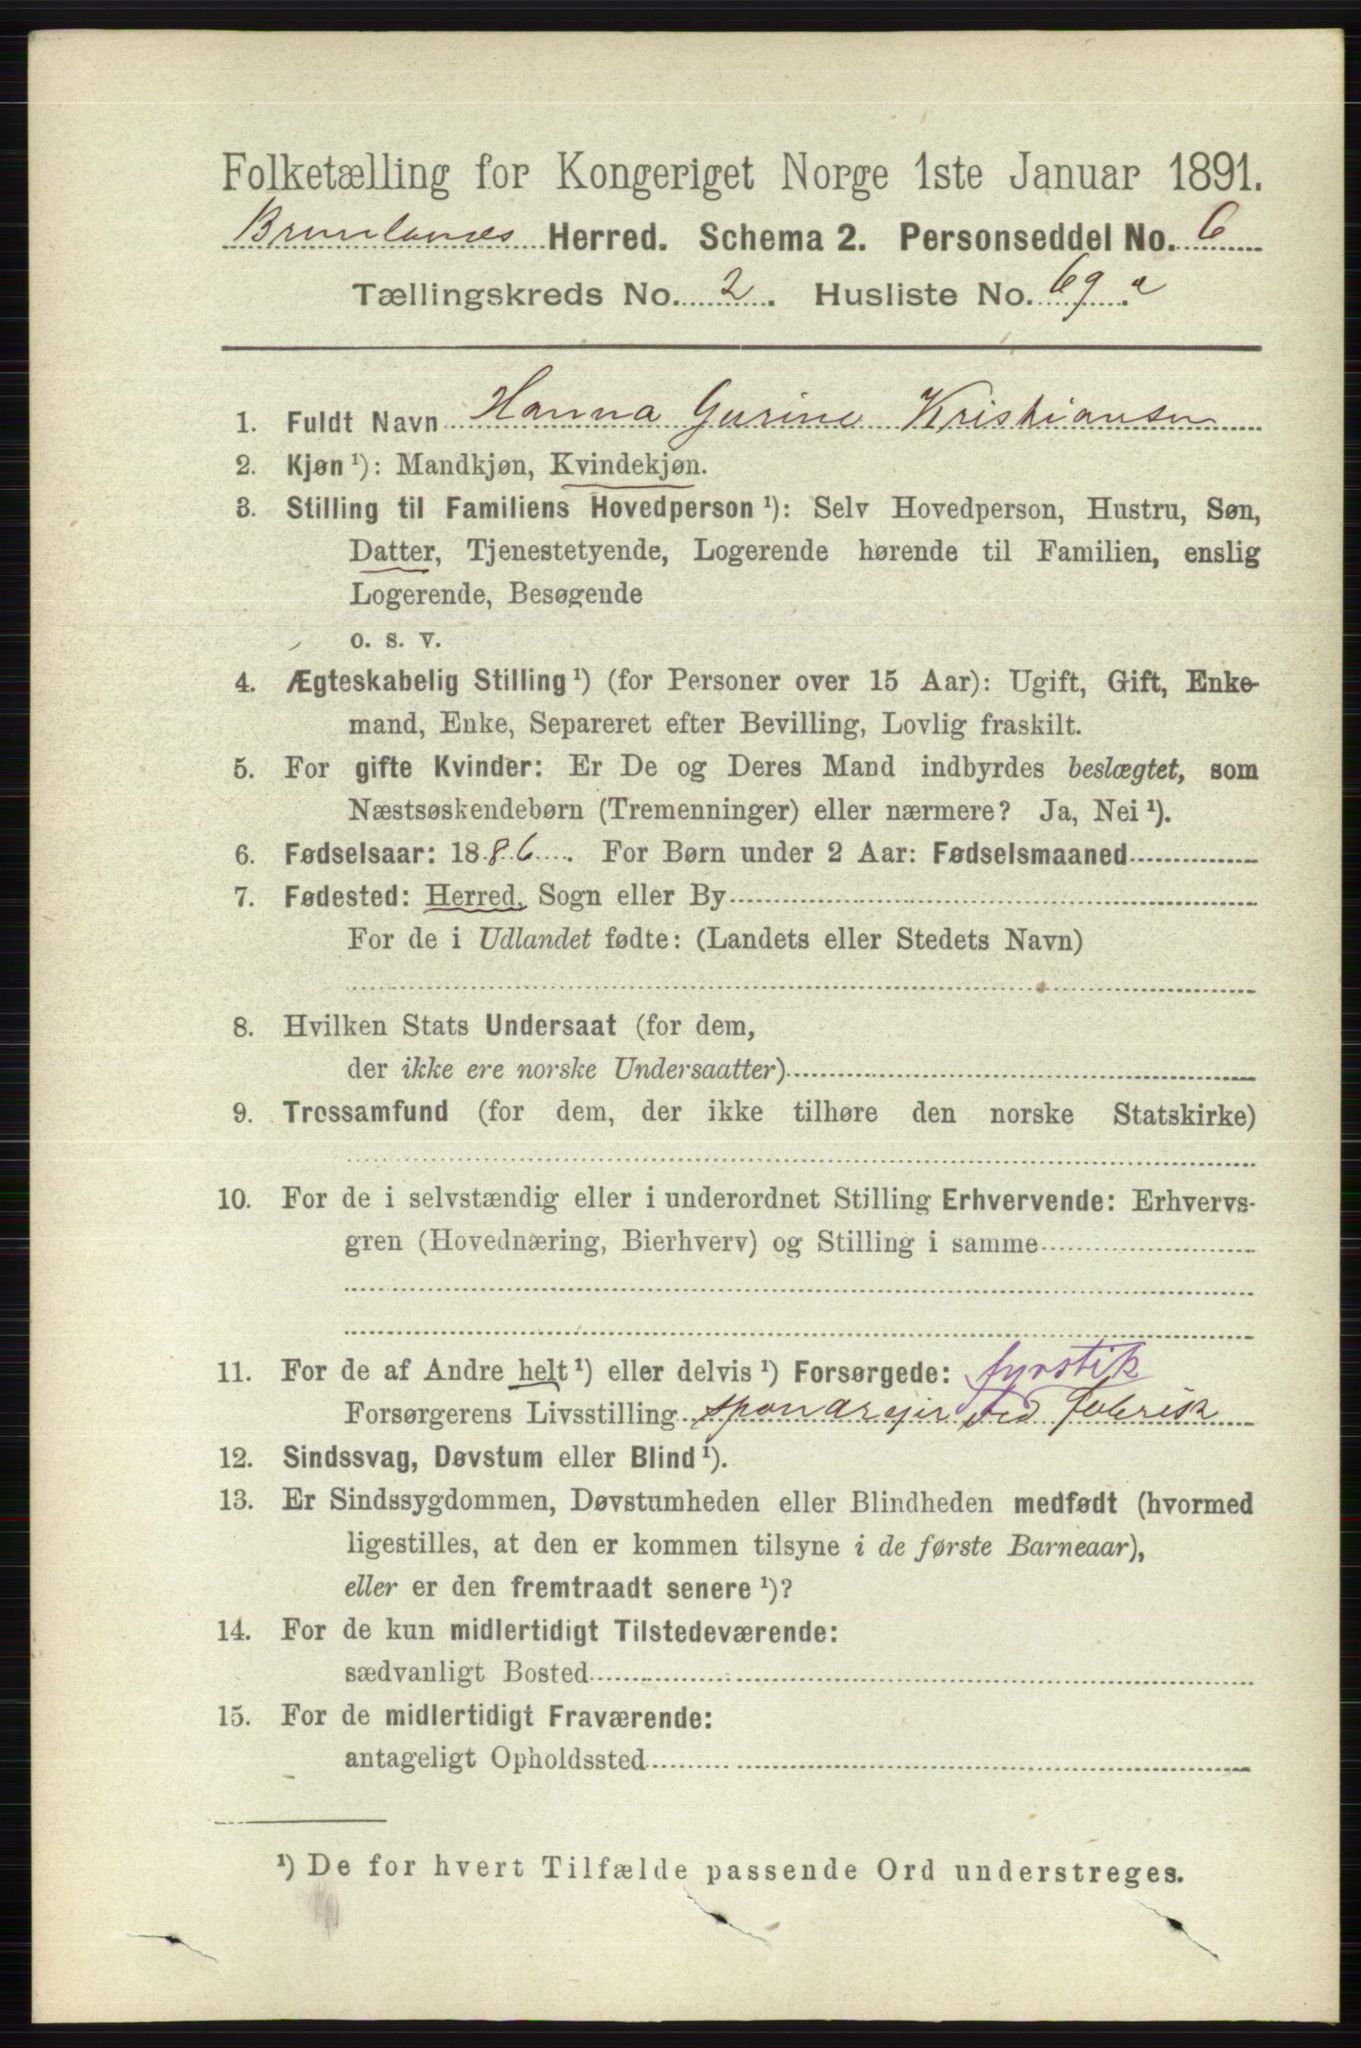 Folketælling for Kongeriget Norge 1ste Januar 1891.
Brunlanes Herred. Schema 2. Personseddel No. 6
Tællingskreds No. 2. Husliste No. 69.a
1. Fuldt Navn Hanna Gurine Kristiansen
2. Kjøn ¹): Mandkjøn, Kvindekjøn.
3. Stilling til Familiens Hovedperson ¹): Selv Hovedperson, Hustru, Søn,
Datter, Tjenestetyende, Logerende hørende til Familien, enslig
Logerende, Besøgende
o. s. v.
4. Ægteskabelig Stilling ¹) (for Personer over 15 Aar): Ugift, Gift, Enke-
mand, Enke, Separeret efter Bevilling, Lovlig fraskilt.
5. For gifte Kvinder: Er De og Deres Mand indbyrdes beslægtet, som
Næstsøskendebørn (Tremenninger) eller nærmere? Ja, Nei ¹).
6. Fødselsaar: 1886. For Børn under 2 Aar: Fødselsmaaned
7. Fødested: Herred, Sogn eller By
For de i Udlandet fødte: (Landets eller Stedets Navn)
8. Hvilken Stats Undersaat (for dem,
der ikke ere norske Undersaatter)
9. Trossamfund (for dem, der ikke tilhøre den norske Statskirke)
10. For de i selvstændig eller i underordnet Stilling Erhvervende: Erhvervs-
gren (Hovednæring, Bierhverv) og Stilling i samme
11. For de af Andre helt ¹) eller delvis ¹) Forsørgede: fyrstik
Forsørgerens Livsstilling ved Fabrik
12. Sindssvag, Døvstum eller Blind ¹).
13. Er Sindssygdommen, Døvstumheden eller Blindheden medfødt (hvormed
ligestilles, at den er kommen tilsyne i de første Barneaar),
eller er den fremtraadt senere ¹)?
14. For de kun midlertidigt Tilstedeværende:
sædvanligt Bosted
15. For de midlertidigt Fraværende:
antageligt Opholdssted
¹) De for hvert Tilfælde passende Ord understreges.